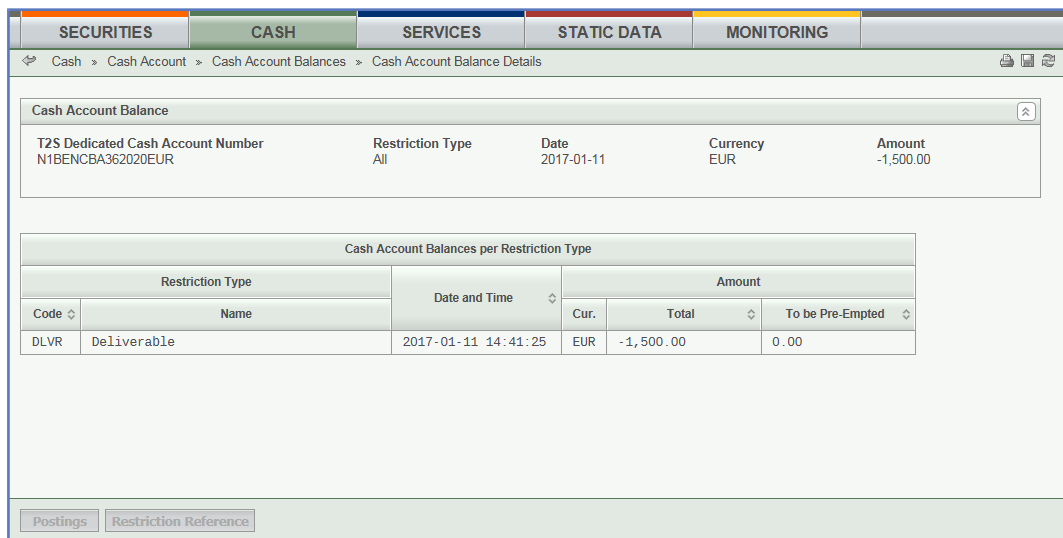 SECURITIES CASH SERVICES STATIC DATA MONITORING
Cash » Cash Account » Cash Account Balances » Cash Account Balance Details
Cash Account Balance
T2S Dedicated Cash Account Number Restriction Type Date Currency Amount
N1BENCBA362020EUR All 2017-01-11 EUR -1,500.00
Cash Account Balances per Restriction Type
Restriction Type Date and Time Amount
Code Name Cur. Total To be Pre-Empted
DLVR Deliverable 2017-01-11 14:41:25 EUR -1,500.00 0.00
Postings Restriction Reference